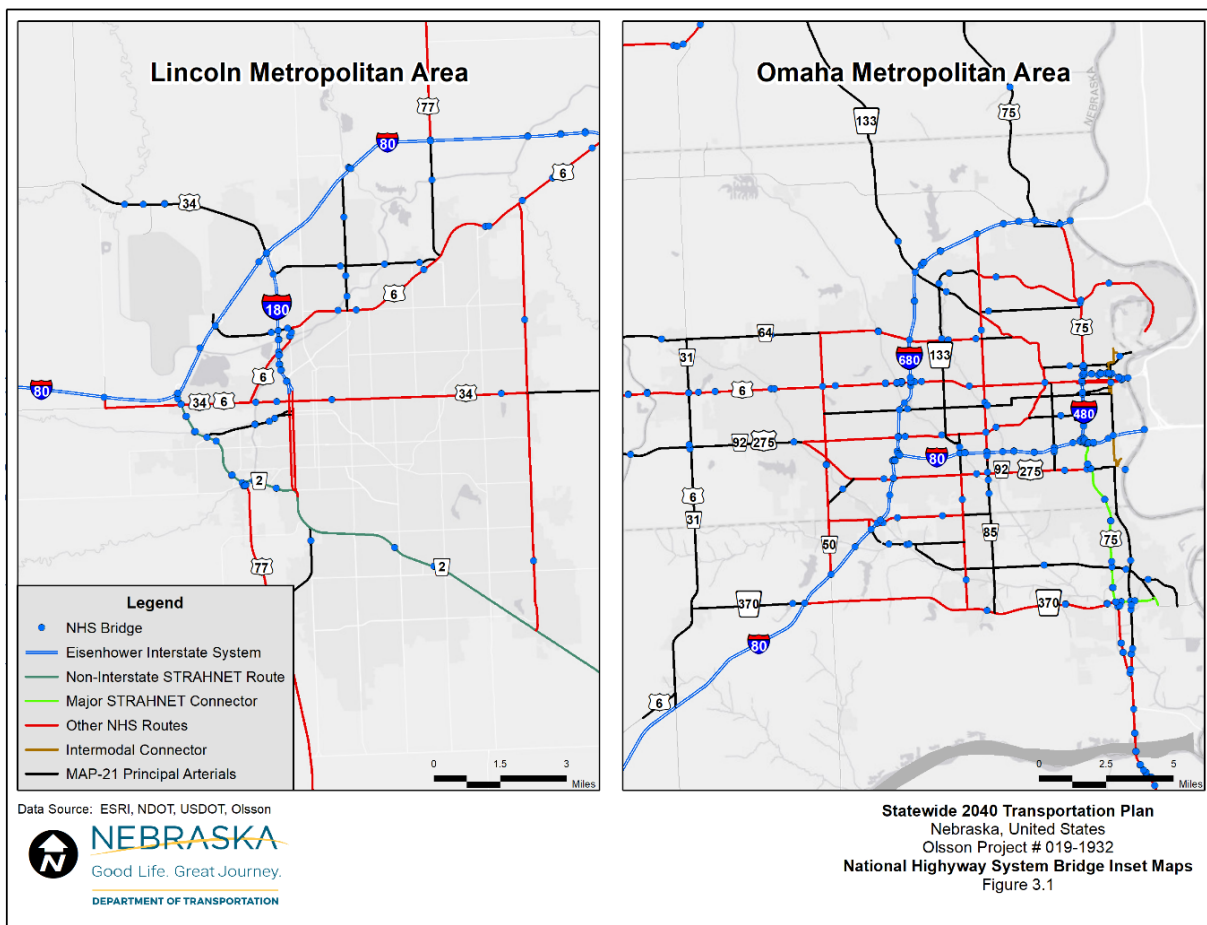 Lincoln Metropolitan Area
77
80
6
34
180
6
6
80
34
6
34
2
77
2
Legend
NHS Bridge
Eisenhower Interstate System
Non-Interstate STRAHNET Route
Major STRAHNET Connector
Other NHS Routes
Intermodal Connector
MAP-21 Principal Arterials
0 1.5 3
Miles
Omaha Metropolitan Area
NEBRASKA
133
75
64
31
680
133
75
6
480
92 275
80
92 275
6
31
50
85
75
370
370
80
6
0 2.5 5
Miles
Data Source: ESRI, NDOT, USDOT, Olsson
N
NEBRASKA
Good Life. Great Journey.
DEPARTMENT OF TRANSPORTATION
Statewide 2040 Transportation Plan
Nebraska, United States
Olsson Project # 019-1932
National Highyway System Bridge Inset Maps
Figure 3.1